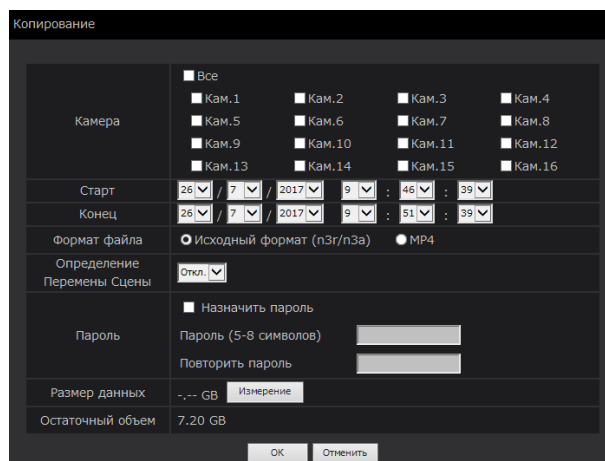 Копирование
Все
Камера
Кам.1 Кам.2 Кам.3 Кам.4
Кам.5 Кам.6 Кам.7 Кам.8
Кам.9 Кам.10 Кам.11 Кам.12
Кам.13 Кам.14 Кам.15 Кам.16
Старт 26 / 7 / 2017 9 : 46 : 39
Конец 26 / 7 / 2017 9 : 51 : 39
Формат файла Исходный формат (n3r/n3a) MP4
Определение
Перемены Сцены
Откл.
Назначить пароль
Пароль Пароль (5-8 символов)
Повторить пароль
Размер данных -.-- GB Измерение
Остаточный объем 7.20 GB
OK Отменить